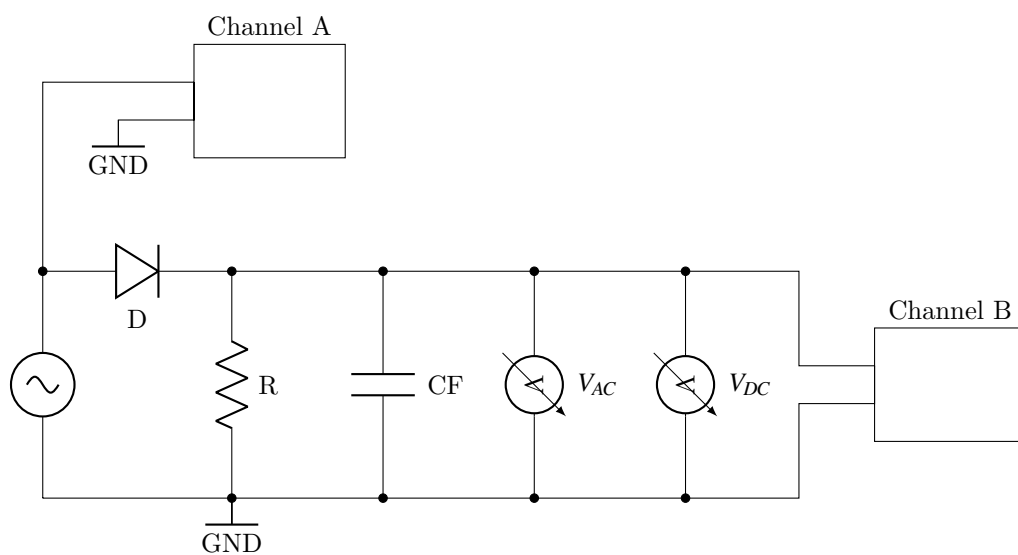 Channel A
GND
D
R
CF
V
V_AC
V
V_DC
Channel B
GND